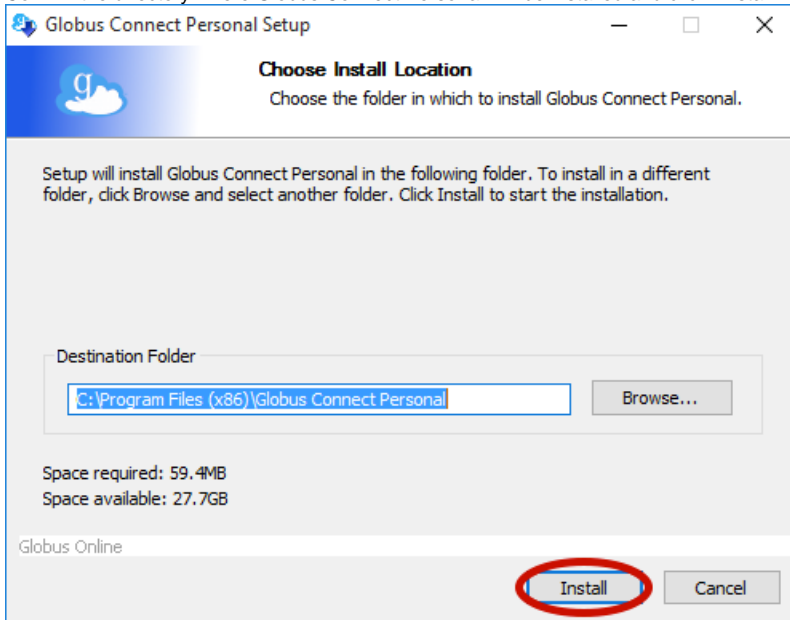 Globus Connect Personal Setup
g
Choose Install Location
Choose the folder in which to install Globus Connect Personal.
Setup will install Globus Connect Personal in the following folder. To install in a different
folder, click Browse and select another folder. Click Install to start the installation.
Destination Folder
C:\Program Files (x86)\Globus Connect Personal
Browse...
Space required: 59.4MB
Space available: 27.7GB
Globus Online
Install
Cancel